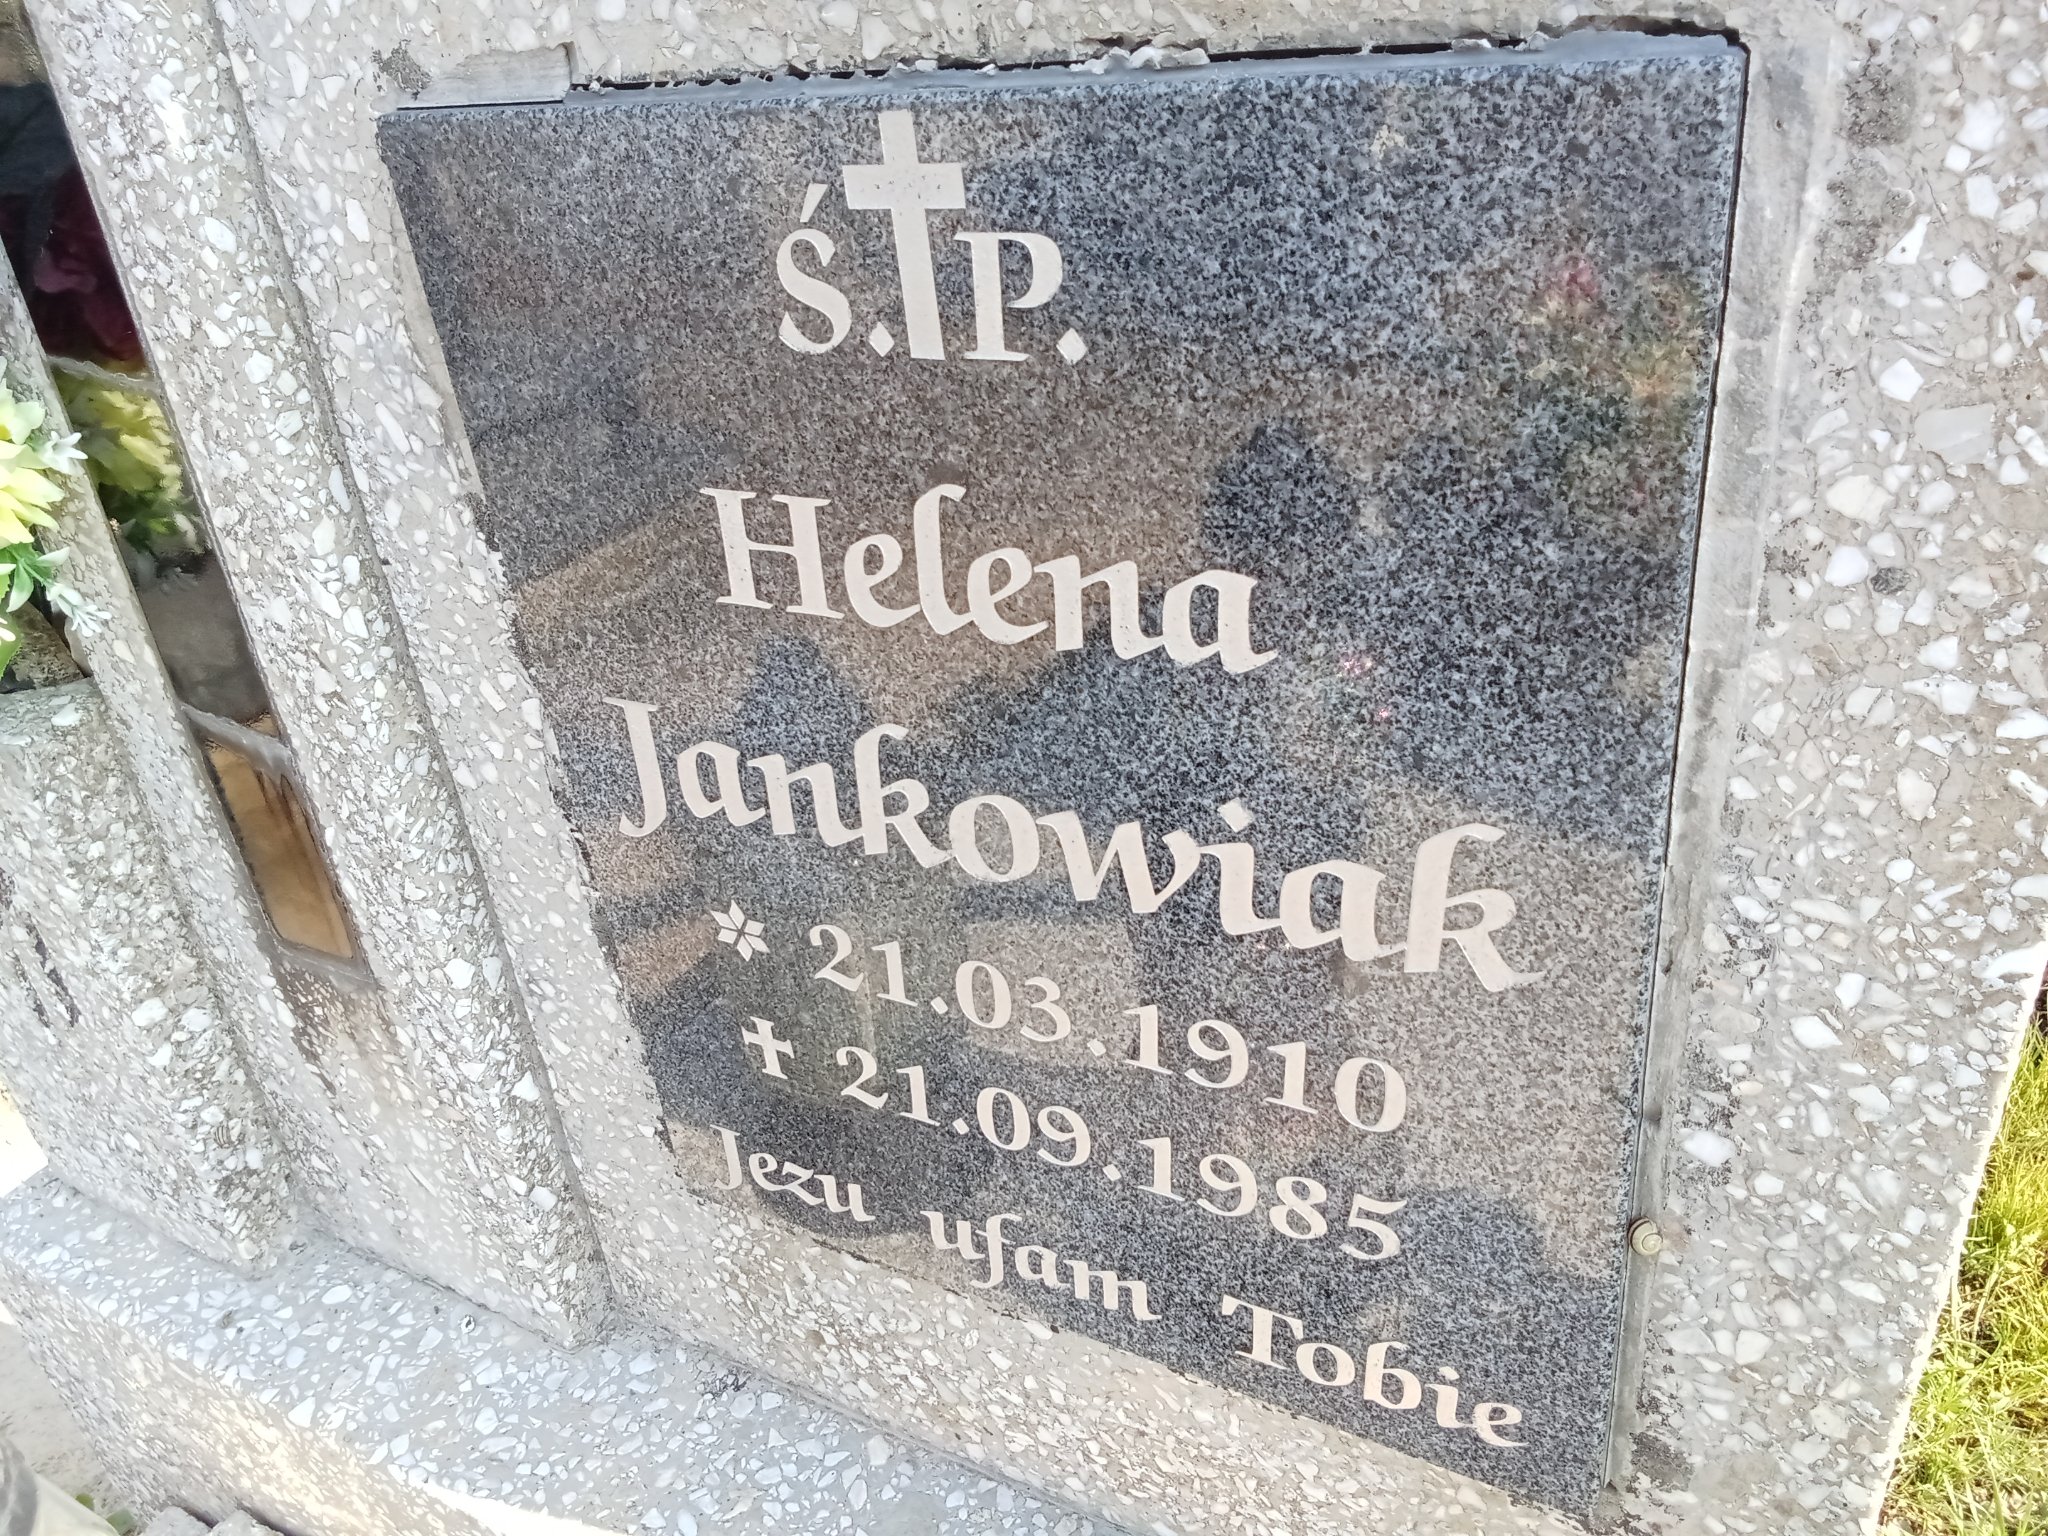 Ś.P.
Helena
Jankowiak
* 21.03.1910
† 21.09.1985
Jezu ufam Tobie